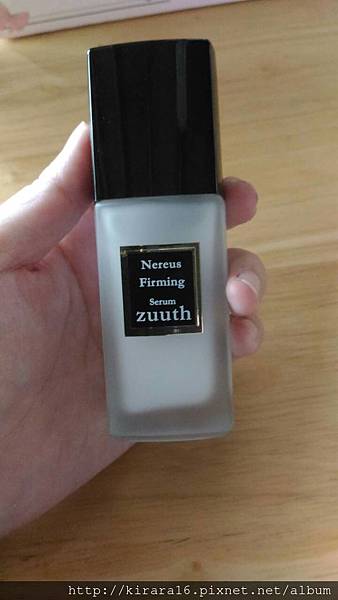 Nereus
Firming
Serum
zuuth
http://kirara16.pixnet.net/album